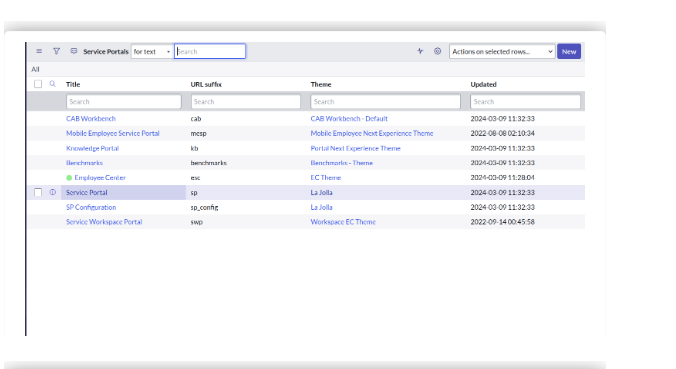 Service Portals for text Search Actions on selected rows... New
All
Title URL suffix Theme Updated
Search Search Search Search
CAB Workbench cab CAB Workbench - Default 2024-03-09 11:32:33
Mobile Employee Service Portal mesp Mobile Employee Next Experience Theme 2022-08-08 02:10:34
Knowledge Portal kb Portal Next Experience Theme 2024-03-09 11:32:33
Benchmarks benchmarks Benchmarks - Theme 2024-03-09 11:32:33
Employee Center esc EC Theme 2024-03-09 11:28:04
Service Portal sp La Jolla 2024-03-09 11:32:33
SP Configuration sp_config La Jolla 2024-03-09 11:32:33
Service Workspace Portal swp Workspace EC Theme 2022-09-14 00:45:58